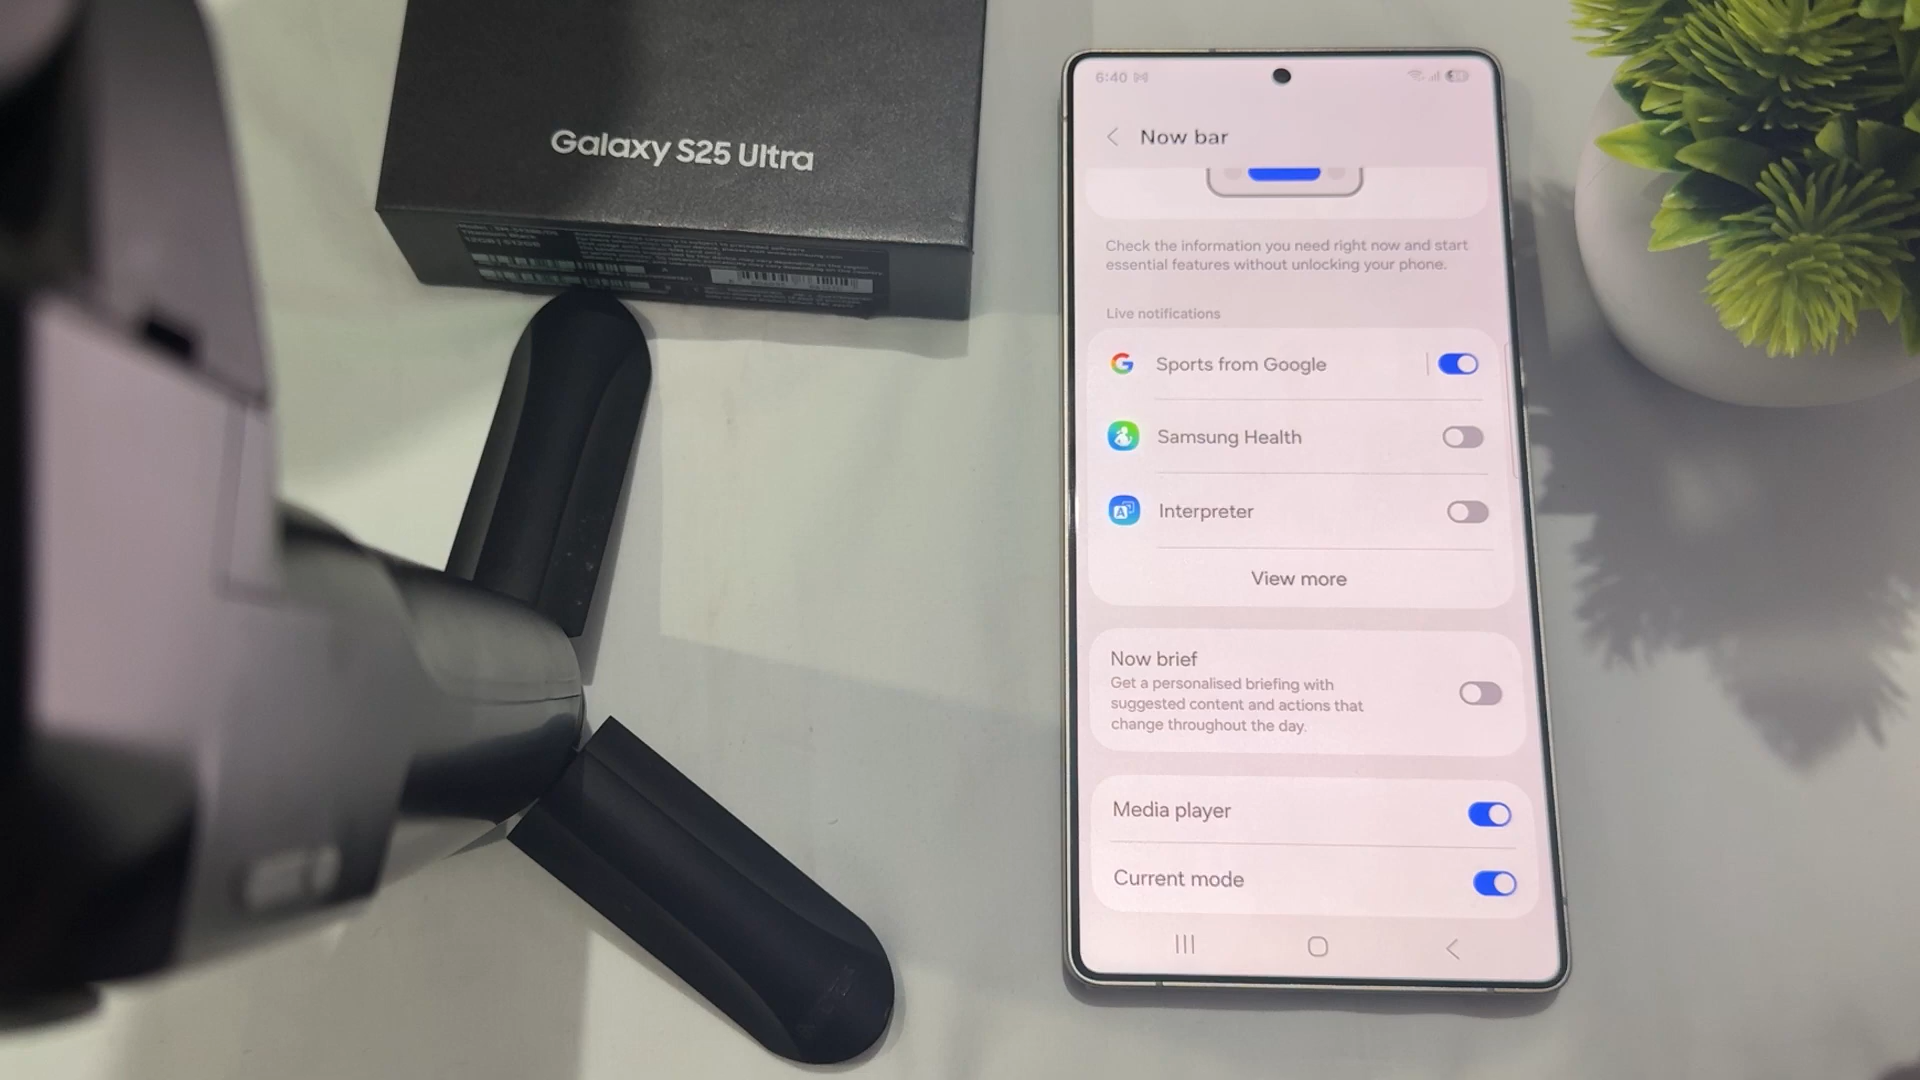 Galaxy S25 Ultra
12GB | 512GB
6:40
Now bar
Check the information you need right now and start
essential features without unlocking your phone.
Live notifications
Sports from Google
Samsung Health
Interpreter
View more
Now brief
Get a personalised briefing with
suggested content and actions that
change throughout the day.
Media player
Current mode